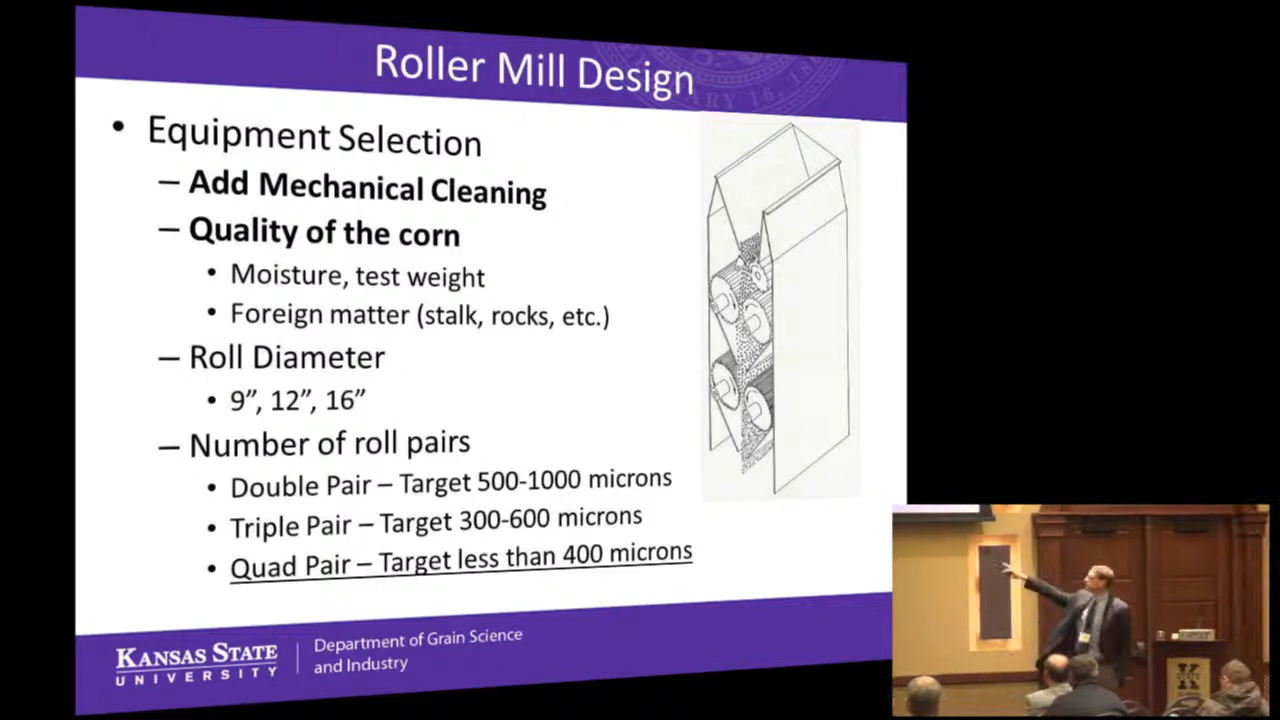 Roller Mill Design
• Equipment Selection
– Add Mechanical Cleaning
– Quality of the corn
• Moisture, test weight
• Foreign matter (stalk, rocks, etc.)
– Roll Diameter
• 9”, 12”, 16”
– Number of roll pairs
• Double Pair – Target 500-1000 microns
• Triple Pair – Target 300-600 microns
• Quad Pair – Target less than 400 microns
KANSAS STATE
UNIVERSITY
Department of Grain Science
and Industry